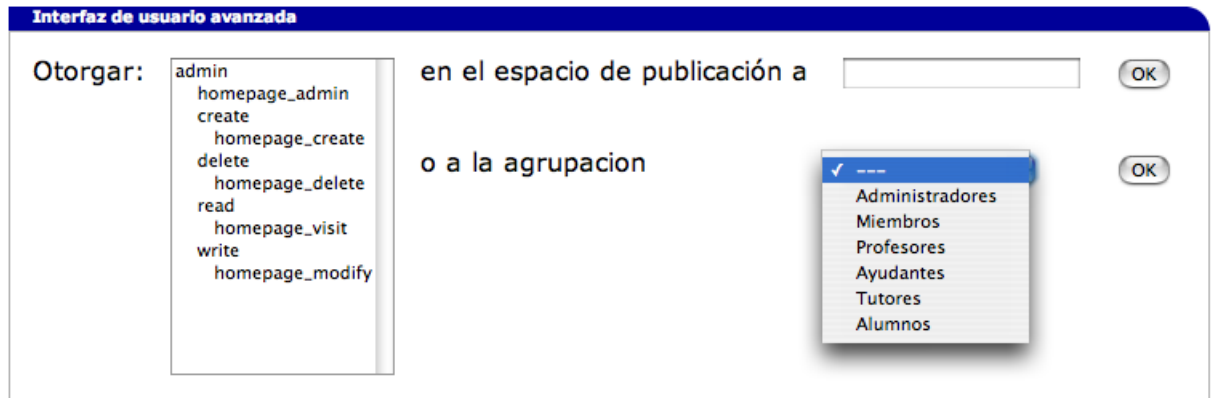 Interfaz de usuario avanzada
Otorgar:
admin
homepage_admin
create
homepage_create
delete
homepage_delete
read
homepage_visit
write
homepage_modify
en el espacio de publicación a
OK
o a la agrupacion
✓ ---
Administradores
Miembros
Profesores
Ayudantes
Tutores
Alumnos
OK